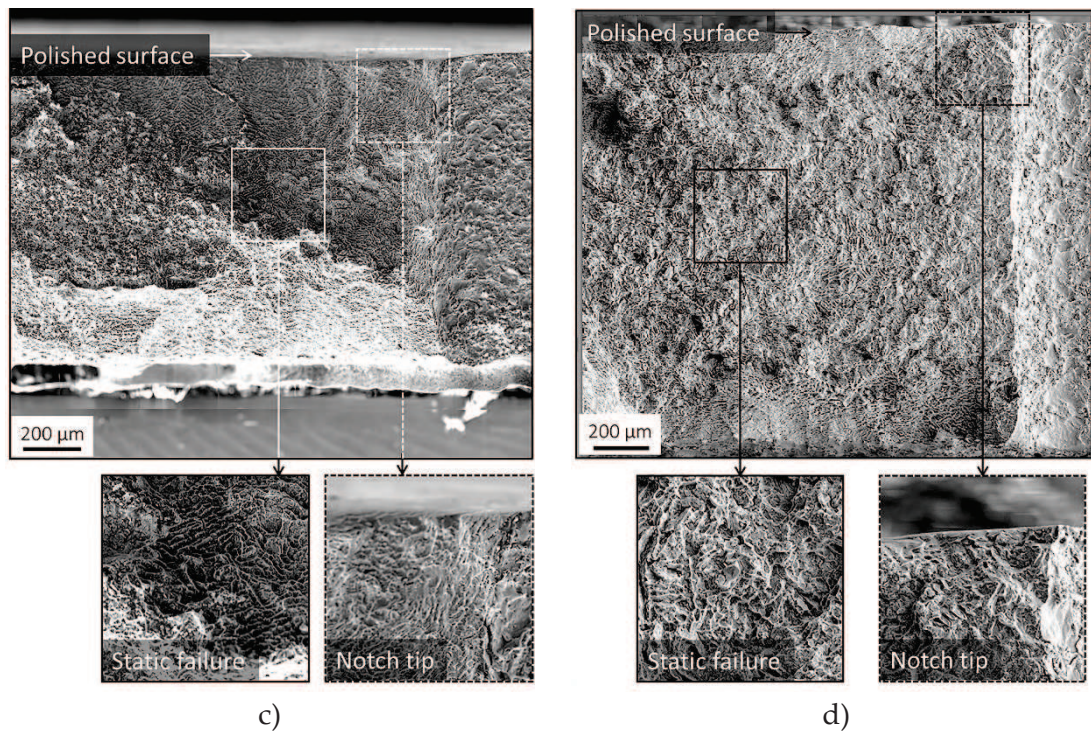 Polished surface
200 µm
Static failure
Notch tip
c)
Polished surface
200 µm
Static failure
Notch tip
d)